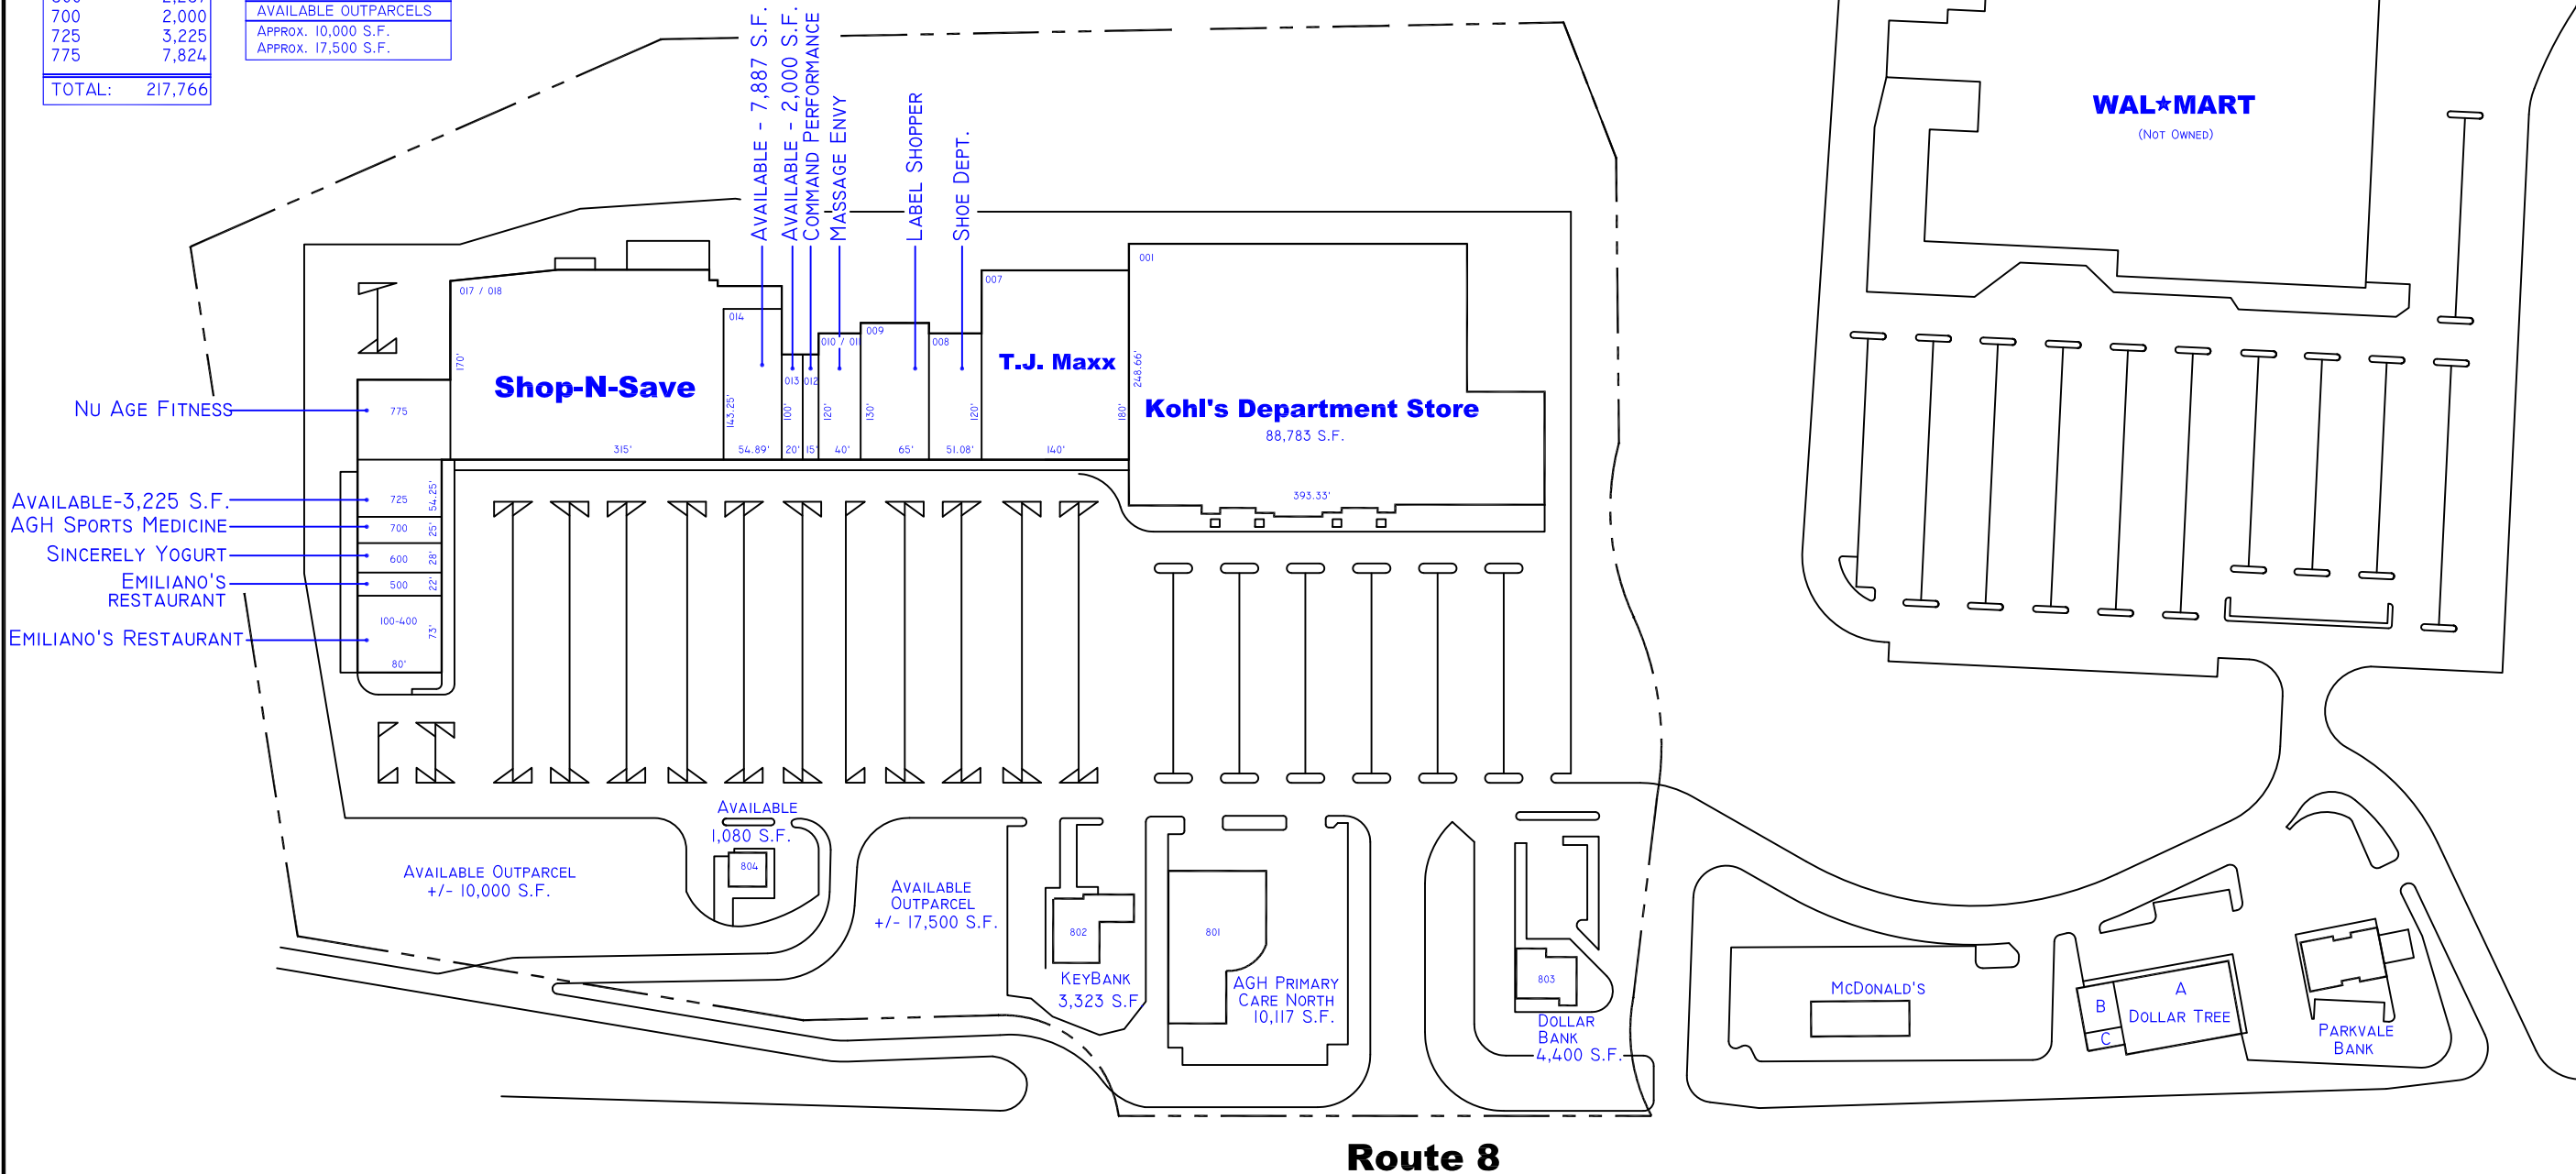 700 2,000
725 3,225
775 7,824
TOTAL: 217,766
AVAILABLE OUTPARCELS
APPROX. 10,000 S.F.
APPROX. 17,500 S.F.
AVAILABLE - 7,887 S.F.
AVAILABLE - 2,000 S.F.
COMMAND PERFORMANCE
MASSAGE ENVY
LABEL SHOPPER
SHOE DEPT.
WAL★MART
(NOT OWNED)
017 / 018
170'
Shop-N-Save
315'
014
143.25'
54.89'
013
100'
20'
012
15'
010 / 011
120'
40'
009
130'
65'
008
120'
51.08'
007
T.J. Maxx
180'
140'
001
248.66'
Kohl's Department Store
88,783 S.F.
393.33'
NU AGE FITNESS
775
AVAILABLE-3,225 S.F.
725
54.25'
AGH SPORTS MEDICINE
700
25'
SINCERELY YOGURT
600
28'
EMILIANO'S
RESTAURANT
500
22'
EMILIANO'S RESTAURANT
100-400
73'
80'
AVAILABLE
1,080 S.F.
804
AVAILABLE OUTPARCEL
+/- 10,000 S.F.
AVAILABLE
OUTPARCEL
+/- 17,500 S.F.
802
KEYBANK
3,323 S.F
801
AGH PRIMARY
CARE NORTH
10,117 S.F.
803
DOLLAR
BANK
4,400 S.F.
MCDONALD'S
A
B
C
DOLLAR TREE
PARKVALE
BANK
Route 8